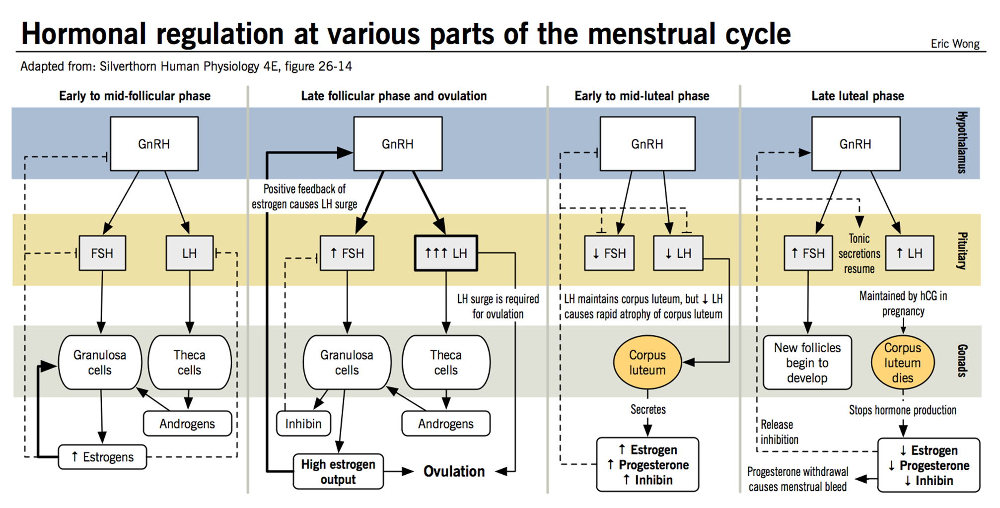 Hormonal regulation at various parts of the menstrual cycle
Eric Wong
Adapted from: Silverthorn Human Physiology 4E, figure 26-14
Early to mid-follicular phase
GnRH
FSH
LH
Granulosa
cells
Theca
cells
Androgens
↑ Estrogens
Late follicular phase and ovulation
GnRH
Positive feedback of
estrogen causes LH surge
↑ FSH
↑↑↑ LH
LH surge is required
for ovulation
Granulosa
cells
Theca
cells
Inhibin
Androgens
High estrogen
output
Ovulation
Early to mid-luteal phase
GnRH
↓ FSH
↓ LH
LH maintains corpus luteum, but ↓ LH
causes rapid atrophy of corpus luteum
Corpus
luteum
Secretes
↑ Estrogen
↑ Progesterone
↑ Inhibin
Late luteal phase
GnRH
↑ FSH
Tonic
secretions
resume
↑ LH
Maintained by hCG in
pregnancy
New follicles
begin to
develop
Corpus
luteum
dies
Stops hormone production
Release
inhibition
↓ Estrogen
↓ Progesterone
↓ Inhibin
Progesterone withdrawal
causes menstrual bleed
Hypothalamus
Pituitary
Gonads